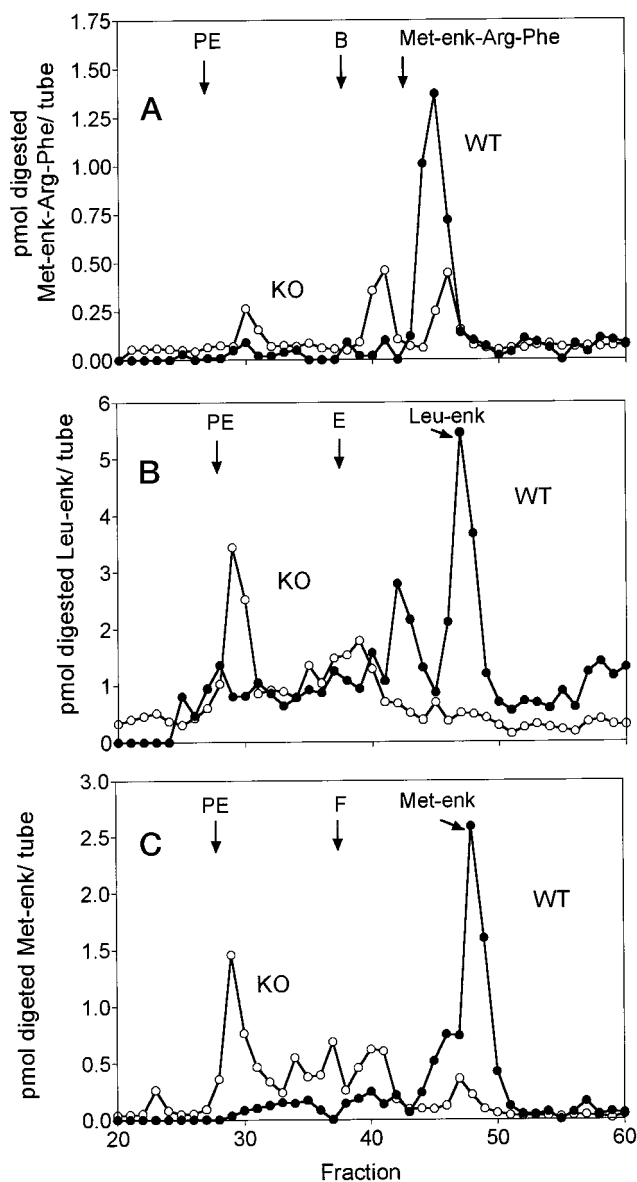 1.75
1.50
1.25
1.00
0.75
0.50
0.25
0.00
pmol digested
Met-enk-Arg-Phe/ tube
A
PE
B
Met-enk-Arg-Phe
WT
KO
6
5
4
3
2
1
0
pmol digested Leu-enk/ tube
B
PE
E
Leu-enk
WT
KO
3.0
2.5
2.0
1.5
1.0
0.5
0.0
pmol digeted Met-enk/ tube
C
PE
F
Met-enk
WT
KO
20 30 40 50 60
Fraction